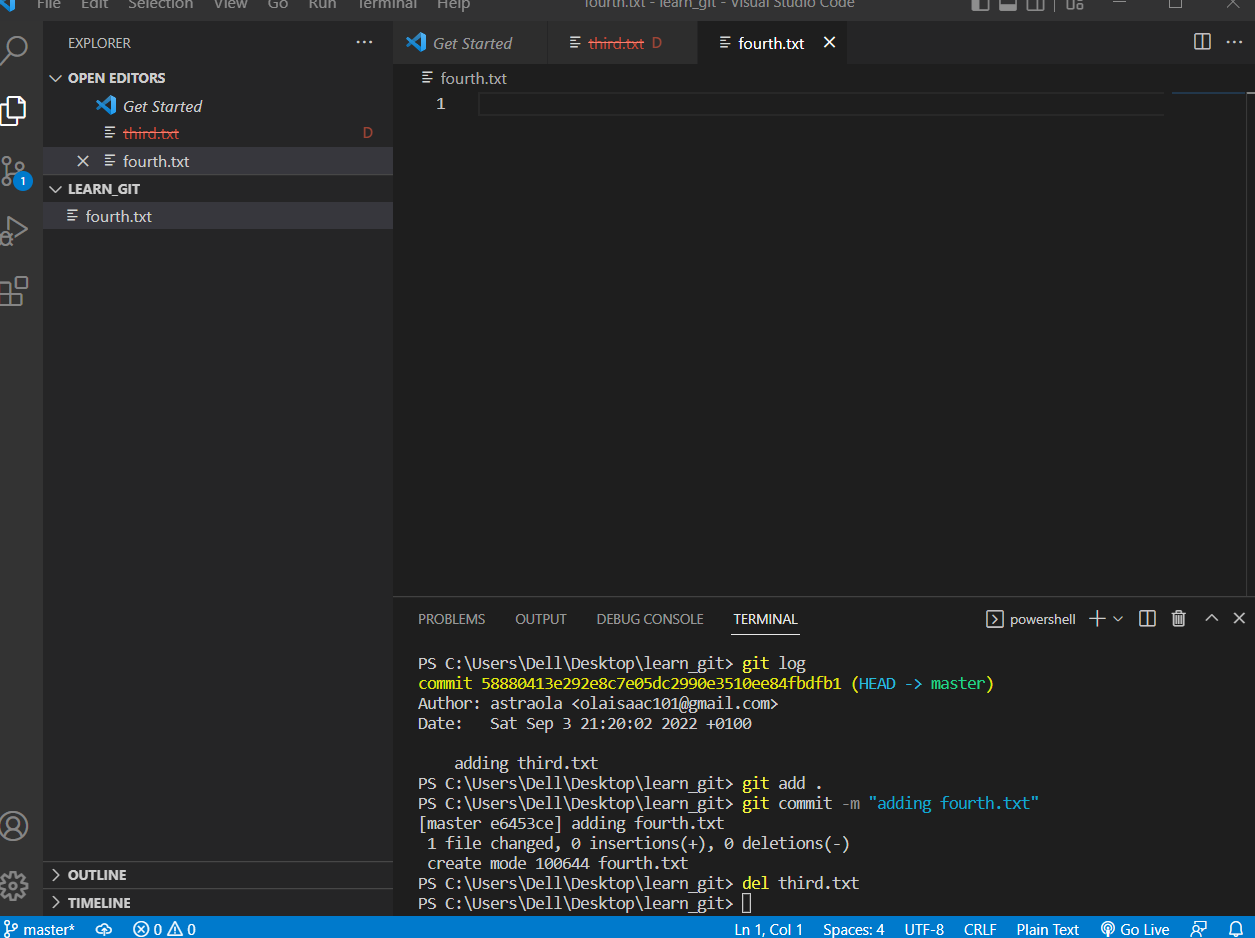 File Edit Selection View Go Run Terminal Help fourth.txt - learn_git - Visual Studio Code
EXPLORER
OPEN EDITORS
Get Started
third.txt D
fourth.txt
LEARN_GIT
fourth.txt
OUTLINE
TIMELINE
Get Started third.txt D fourth.txt
fourth.txt
1
PROBLEMS OUTPUT DEBUG CONSOLE TERMINAL powershell
PS C:\Users\Dell\Desktop\learn_git> git log
commit 58880413e292e8c7e05dc2990e3510ee84fbdfb1 (HEAD -> master)
Author: astraola <olaisaac101@gmail.com>
Date:   Sat Sep 3 21:20:02 2022 +0100
    adding third.txt
PS C:\Users\Dell\Desktop\learn_git> git add .
PS C:\Users\Dell\Desktop\learn_git> git commit -m "adding fourth.txt"
[master e6453ce] adding fourth.txt
 1 file changed, 0 insertions(+), 0 deletions(-)
 create mode 100644 fourth.txt
PS C:\Users\Dell\Desktop\learn_git> del third.txt
PS C:\Users\Dell\Desktop\learn_git>
1
master* 0 0 Ln 1, Col 1 Spaces: 4 UTF-8 CRLF Plain Text Go Live